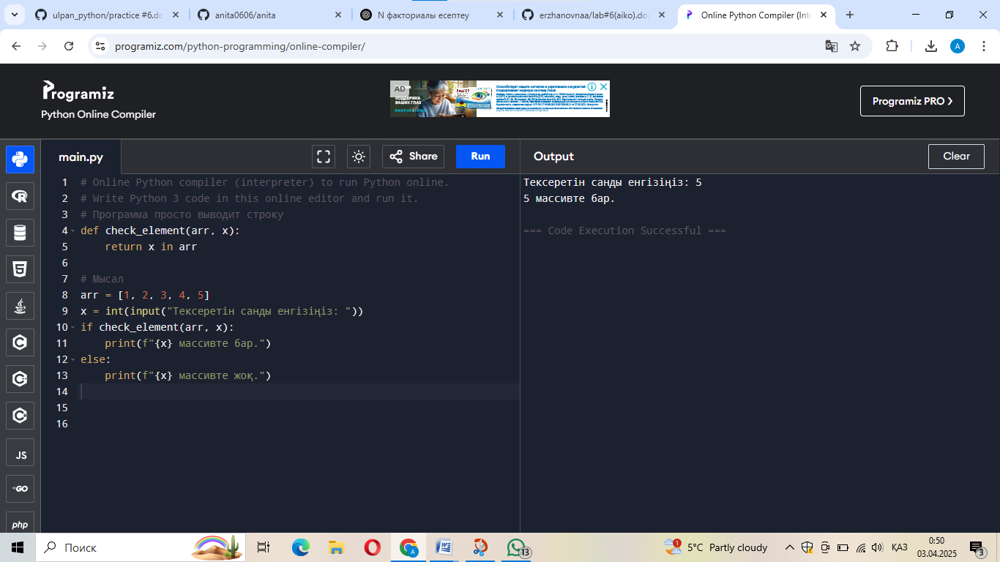 ulpan_python/practice #6.do
anita0606/anita
N факториалы есептеу
erzhanovnaa/lab#6(aiko).doc
Online Python Compiler (Inte
programiz.com/python-programming/online-compiler/
A
Programiz
Python Online Compiler
AD
ПОДДЕРЖКА
ВАШИХ ГЛАЗ
Programiz PRO
main.py
Share
Run
Output
Clear
1 # Online Python compiler (interpreter) to run Python online.
2 # Write Python 3 code in this online editor and run it.
3 # Программа просто выводит строку
4 def check_element(arr, x):
5 return x in arr
6
7 # Мысал
8 arr = [1, 2, 3, 4, 5]
9 x = int(input("Тексеретін санды енгізіңіз: "))
10 if check_element(arr, x):
11 print(f"{x} массивте бар.")
12 else:
13 print(f"{x} массивте жоқ.")
14
15
16
Тексеретін санды енгізіңіз: 5
5 массивте бар.
=== Code Execution Successful ===
JS
GO
php
Поиск
A
13
1
5°C Partly cloudy
ҚАЗ
0:50
03.04.2025
3